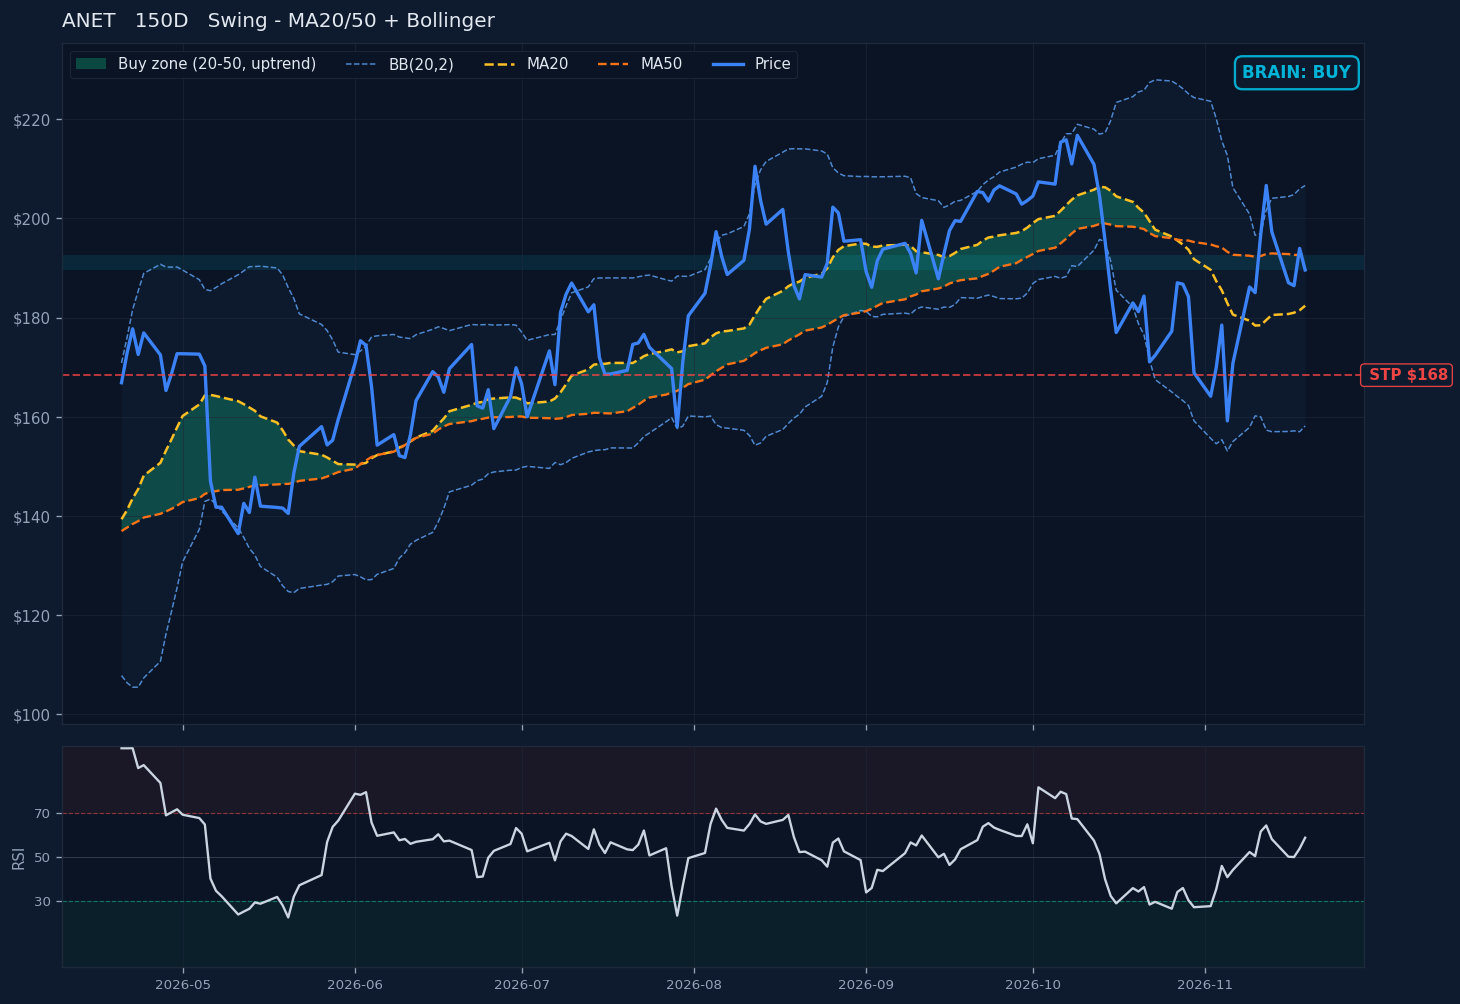 ANET   150D   Swing - MA20/50 + Bollinger
Buy zone (20-50, uptrend)   BB(20,2)   MA20   MA50   Price
BRAIN: BUY
$220
$200
$180
STP $168
$160
$140
$120
$100
70
50
30
RSI
2026-05   2026-06   2026-07   2026-08   2026-09   2026-10   2026-11